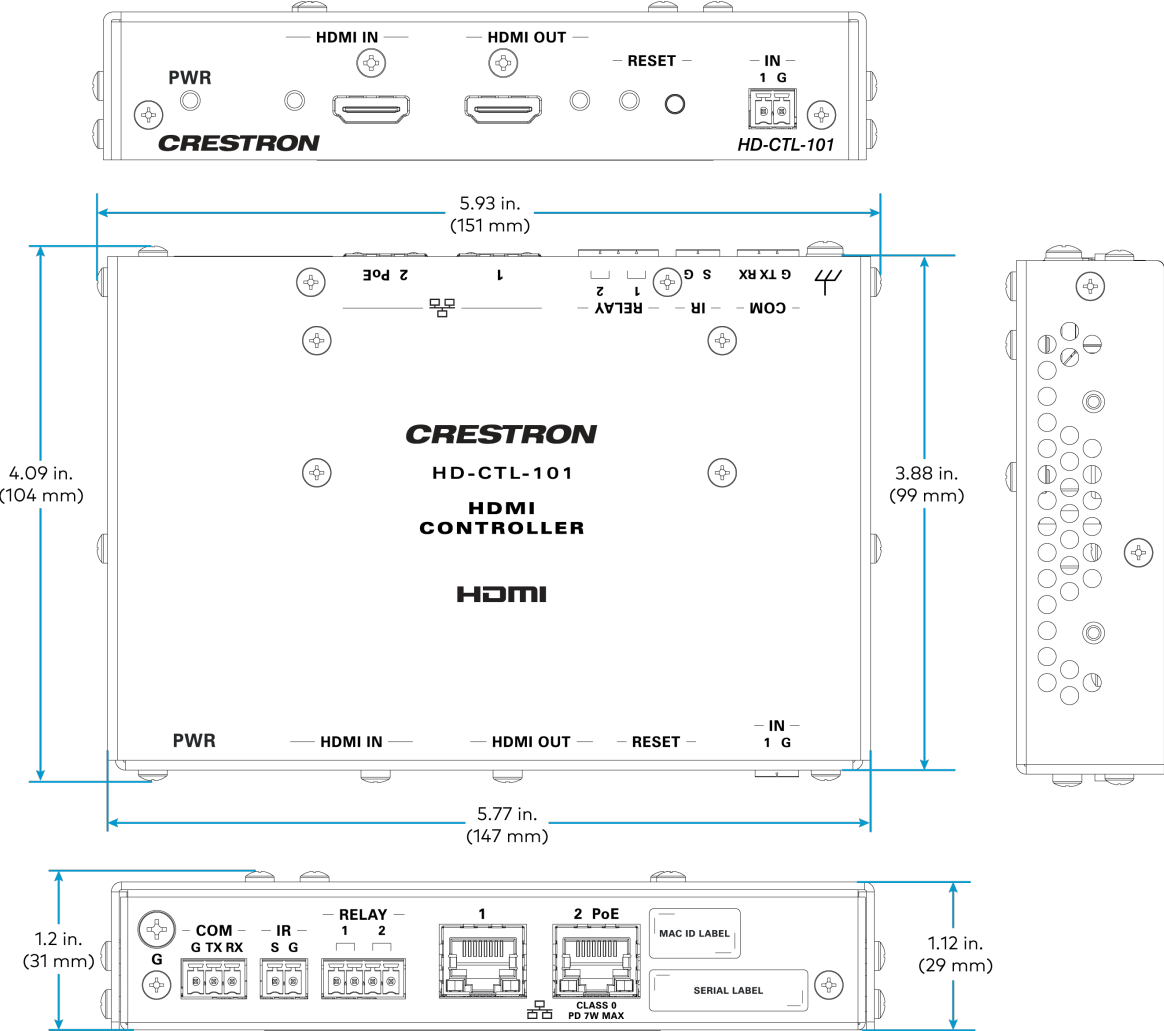 HDMI IN
HDMI OUT
RESET
IN
1 G
PWR
CRESTRON
HD-CTL-101
5.93 in.
(151 mm)
2 PoE
1
2
1
S G
G TX RX
RELAY
IR
COM
CRESTRON
HD-CTL-101
HDMI
CONTROLLER
HDMI
4.09 in.
(104 mm)
3.88 in.
(99 mm)
PWR
HDMI IN
HDMI OUT
RESET
IN
1 G
5.77 in.
(147 mm)
1.2 in.
(31 mm)
G
COM
G TX RX
IR
S G
RELAY
1 2
1
2 PoE
CLASS 0
PD 7W MAX
MAC ID LABEL
SERIAL LABEL
1.12 in.
(29 mm)